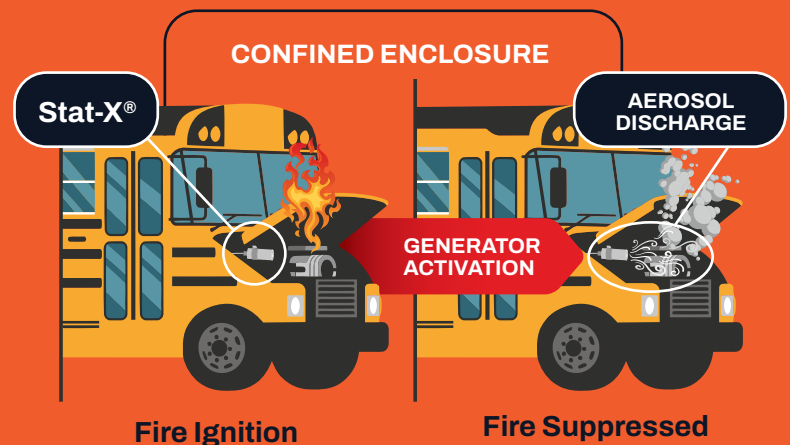 CONFINED ENCLOSURE
Stat-X®
AEROSOL
DISCHARGE
GENERATOR
ACTIVATION
Fire Ignition
Fire Suppressed